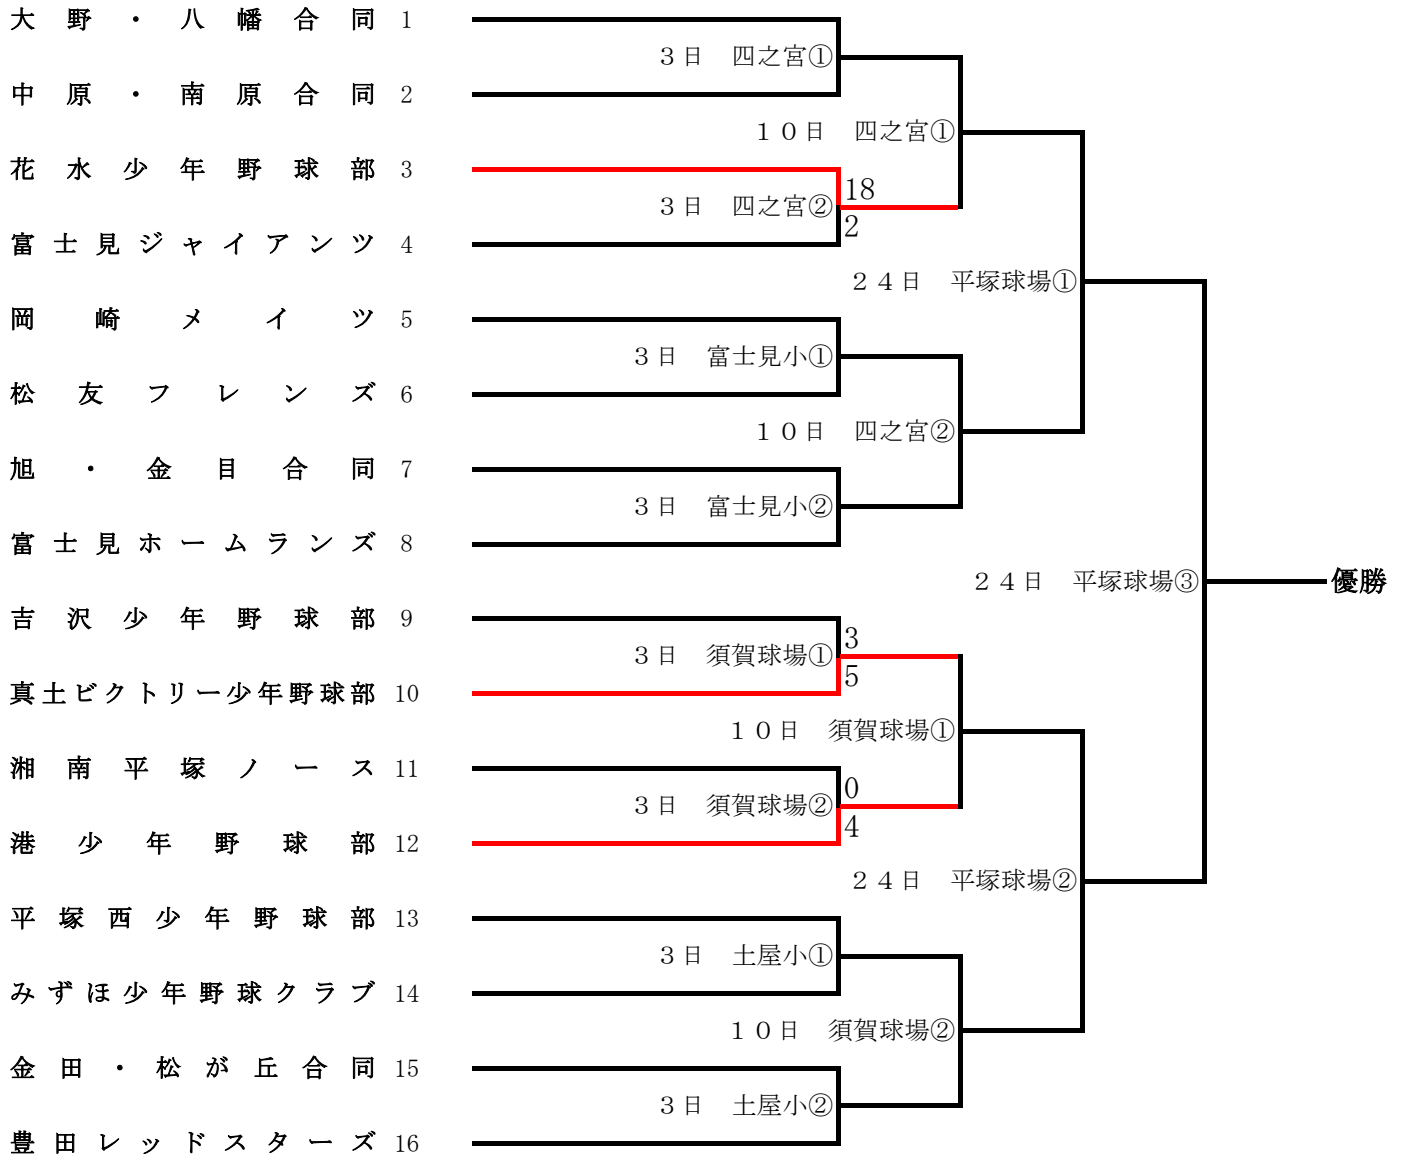 大野・八幡合同 1
3日 四之宮①
中原・南原合同 2
10日 四之宮①
花水少年野球部 3
18
3日 四之宮②
2
富士見ジャイアンツ 4
24日 平塚球場①
岡崎メイツ 5
3日 富士見小①
松友フレンズ 6
10日 四之宮②
旭・金目合同 7
3日 富士見小②
富士見ホームランズ 8
24日 平塚球場③
優勝
吉沢少年野球部 9
3
3日 須賀球場①
5
真土ビクトリー少年野球部 10
10日 須賀球場①
湘南平塚ノース 11
0
3日 須賀球場②
4
港少年野球部 12
24日 平塚球場②
平塚西少年野球部 13
3日 土屋小①
みずほ少年野球クラブ 14
10日 須賀球場②
金田・松が丘合同 15
3日 土屋小②
豊田レッドスターズ 16